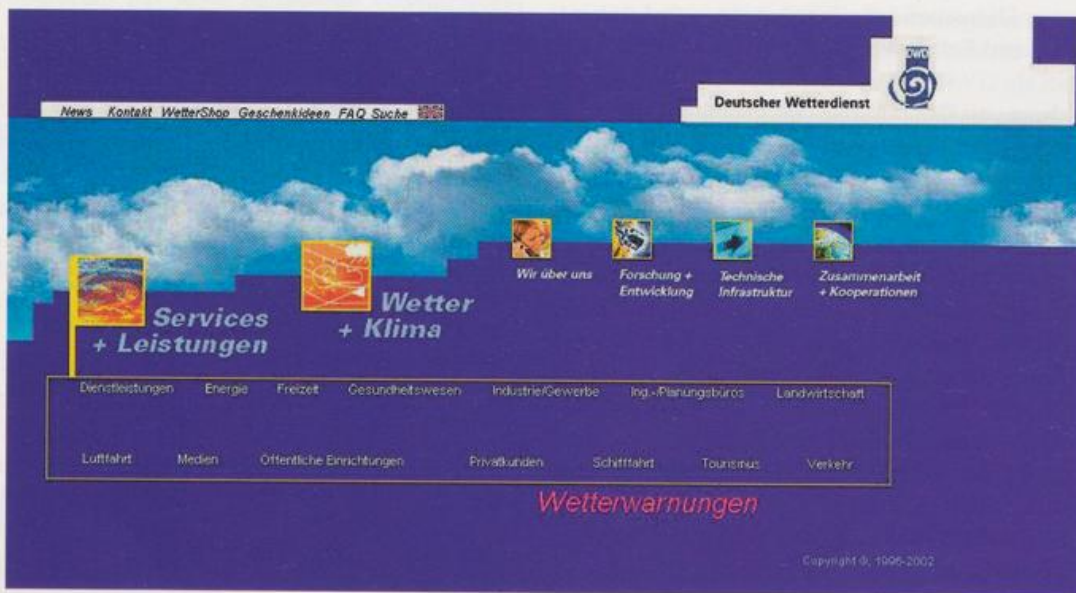 DWD
Deutscher Wetterdienst
News Kontakt WetterShop Geschenkideen FAQ Suche
Wir über uns
Forschung +
Entwicklung
Technische
Infrastruktur
Zusammenarbeit
+ Kooperationen
Services
+ Leistungen
Wetter
+ Klima
Dienstleistungen Energie Freizeit Gesundheitswesen Industrie/Gewerbe Ing.-/Planungsbüros Landwirtschaft
Luftfahrt Medien Öffentliche Einrichtungen Privatkunden Schifffahrt Tourismus Verkehr
Wetterwarnungen
Copyright ©, 1996-2002